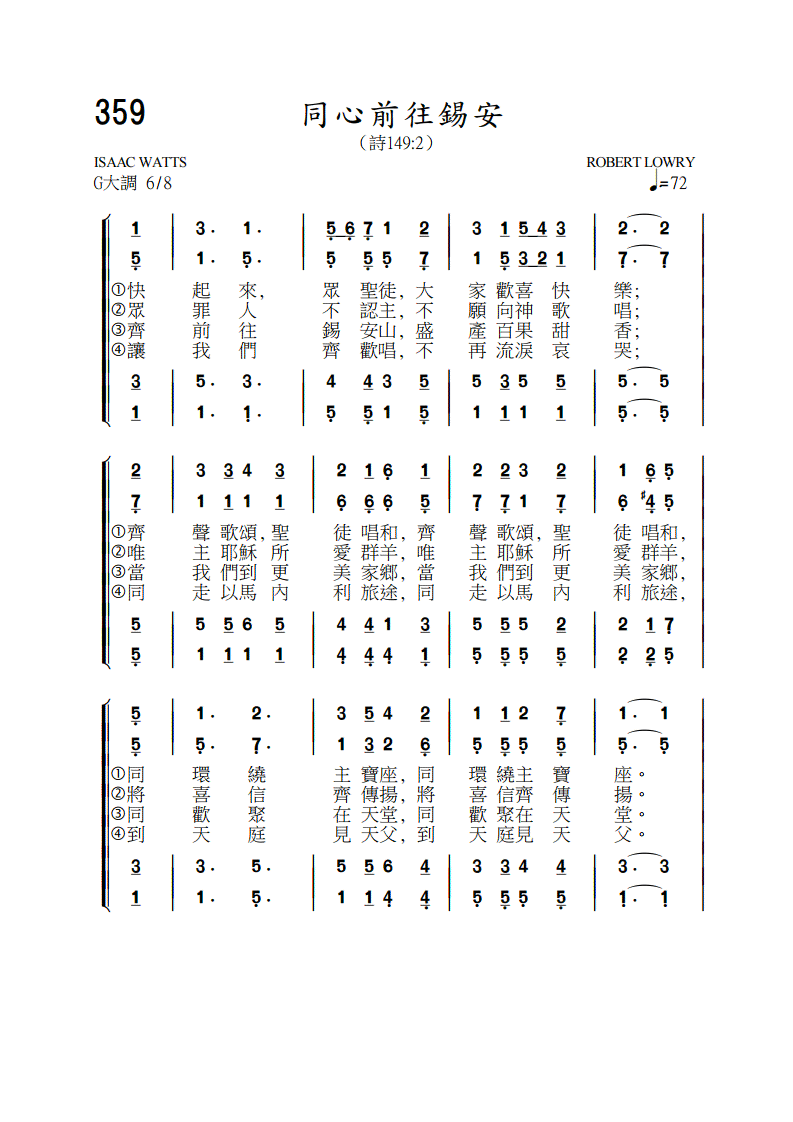 359
同心前往錫安
（詩149:2）
ISAAC WATTS ROBERT LOWRY
G大調 6/8 ♩=72
1 3. 1. 5 6 7 1 2 3 1 5 4 3 2. 2
5 1. 5. 5 5 5 7 1 5 3 2 1 7. 7
①快 起 來， 眾 聖徒，大 家 歡喜 快 樂；
②眾 罪 人 不 認主，不 願 向神 歌 唱；
③齊 前 往 錫 安山，盛 產 百果 甜 香；
④讓 我 們 齊 歡唱，不 再 流淚 哀 哭；
3 5. 3. 4 4 3 5 5 3 5 5 5. 5
1 1. 1. 5 5 1 5 1 1 1 1 5. 5
2 3 3 4 3 2 1 6 1 2 2 3 2 1 6 5
7 1 1 1 1 6 6 6 5 7 7 1 7 6 ♯4 5
①齊 聲 歌頌，聖 徒 唱和，齊 聲 歌頌，聖 徒 唱和，
②唯 主 耶穌 所 愛 群羊，唯 主 耶穌 所 愛 群羊，
③當 我 們到 更 美 家鄉，當 我 們到 更 美 家鄉，
④同 走 以馬 內 利 旅途，同 走 以馬 內 利 旅途，
5 5 5 6 5 4 4 1 3 5 5 5 2 2 1 7
5 1 1 1 1 4 4 4 1 5 5 5 5 2 2 5
5 1. 2. 3 5 4 2 1 1 2 7 1. 1
5 5. 7. 1 3 2 6 5 5 5 5 5. 5
①同 環 繞 主 寶座，同 環 繞主 寶 座。
②將 喜 信 齊 傳揚，將 喜 信齊 傳 揚。
③同 歡 聚 在 天堂，同 歡 聚在 天 堂。
④到 天 庭 見 天父，到 天 庭見 天 父。
3 3. 5. 5 5 6 4 3 3 4 4 3. 3
1 1. 5. 1 1 4 4 5 5 5 5 1. 1